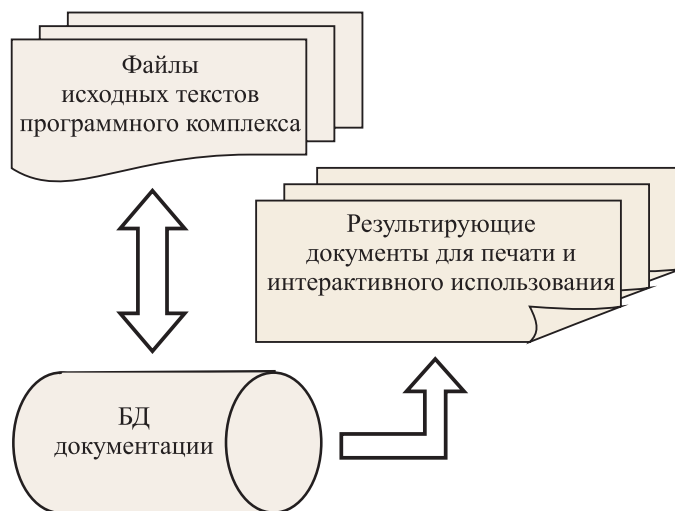 Файлы
исходных текстов
программного комплекса
Результирующие
документы для печати и
интерактивного использования
БД
документации